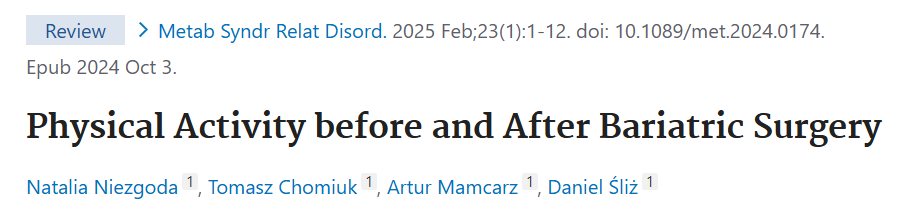 Review > Metab Syndr Relat Disord. 2025 Feb;23(1):1-12. doi: 10.1089/met.2024.0174.
Epub 2024 Oct 3.
Physical Activity before and After Bariatric Surgery
Natalia Niezgoda 1, Tomasz Chomiuk 1, Artur Mamcarz 1, Daniel Śliż 1